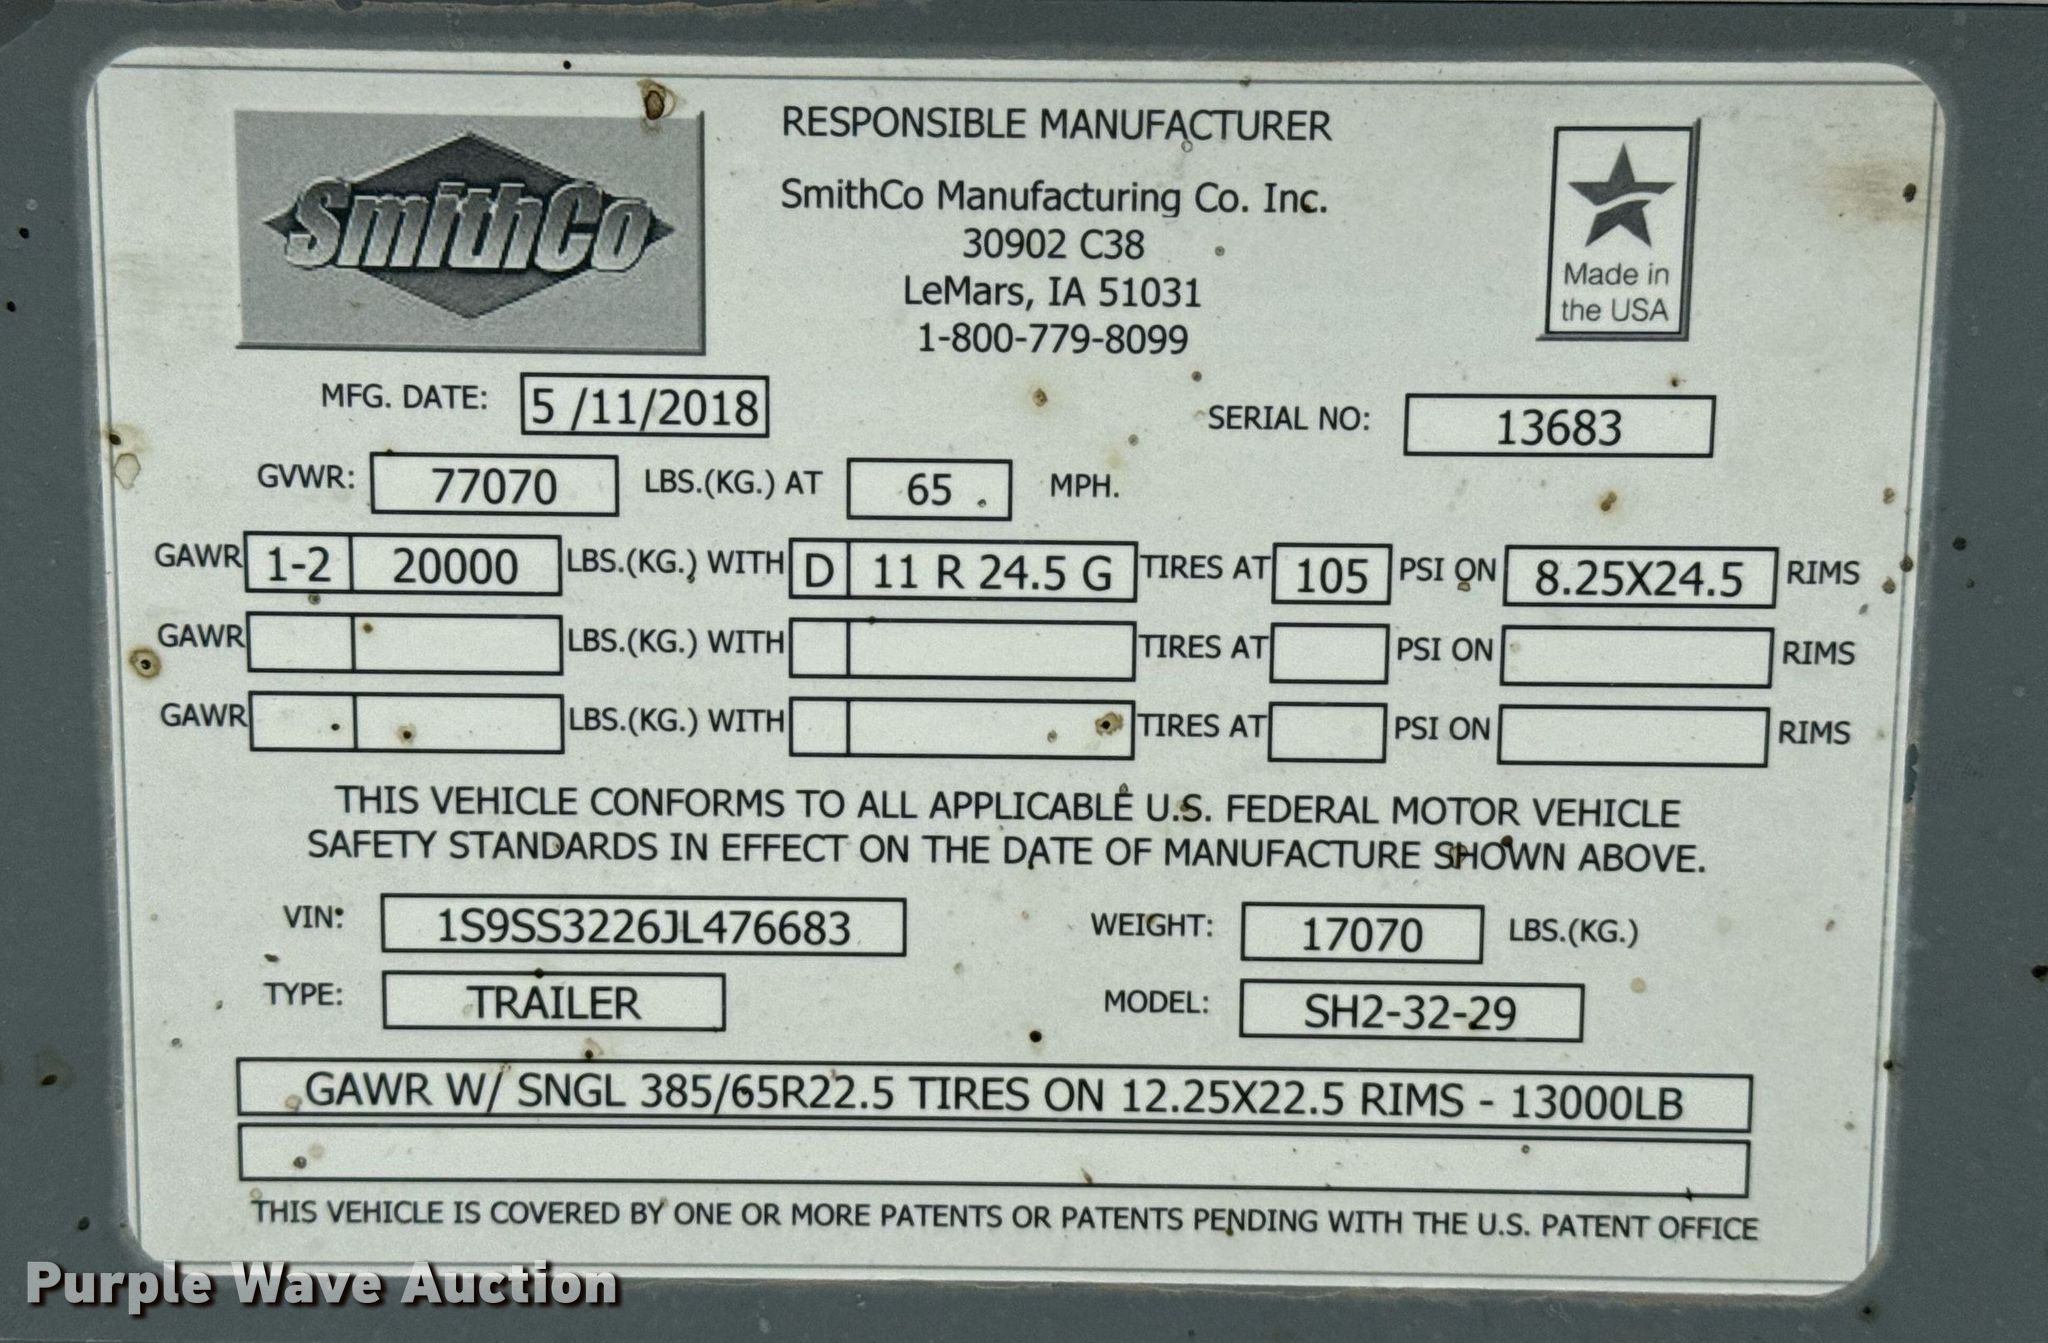 SmithCo
RESPONSIBLE MANUFACTURER
SmithCo Manufacturing Co. Inc.
30902 C38
LeMars, IA 51031
1-800-779-8099
Made in
the USA
MFG. DATE: 5 /11/2018 SERIAL NO: 13683
GVWR: 77070 LBS.(KG.) AT 65 MPH.
GAWR 1-2 20000 LBS.(KG.) WITH D 11 R 24.5 G TIRES AT 105 PSI ON 8.25X24.5 RIMS
GAWR LBS.(KG.) WITH TIRES AT PSI ON RIMS
GAWR LBS.(KG.) WITH TIRES AT PSI ON RIMS
THIS VEHICLE CONFORMS TO ALL APPLICABLE U.S. FEDERAL MOTOR VEHICLE
SAFETY STANDARDS IN EFFECT ON THE DATE OF MANUFACTURE SHOWN ABOVE.
VIN: 1S9SS3226JL476683 WEIGHT: 17070 LBS.(KG.)
TYPE: TRAILER MODEL: SH2-32-29
GAWR W/ SNGL 385/65R22.5 TIRES ON 12.25X22.5 RIMS - 13000LB
THIS VEHICLE IS COVERED BY ONE OR MORE PATENTS OR PATENTS PENDING WITH THE U.S. PATENT OFFICE
Purple Wave Auction